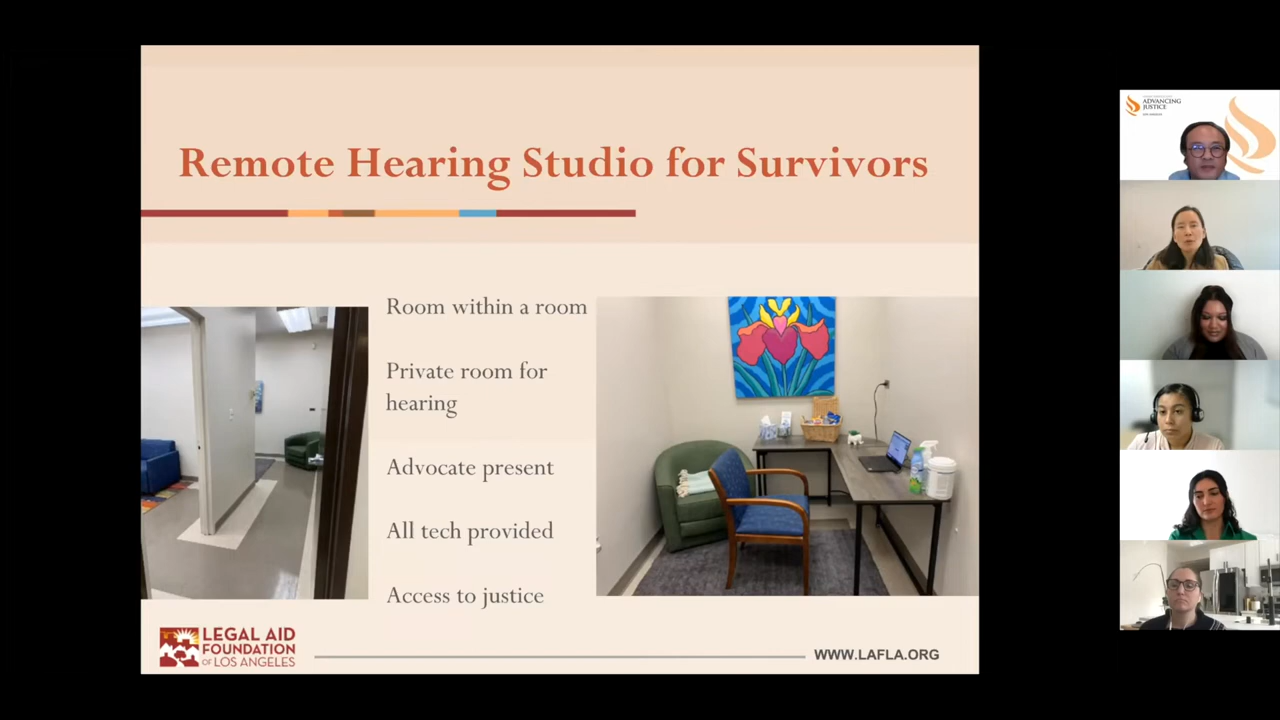 Remote Hearing Studio for Survivors
Room within a room
Private room for
hearing
Advocate present
All tech provided
Access to justice
LEGAL AID
FOUNDATION
OF LOS ANGELES
WWW.LAFLA.ORG
ADVANCING
JUSTICE